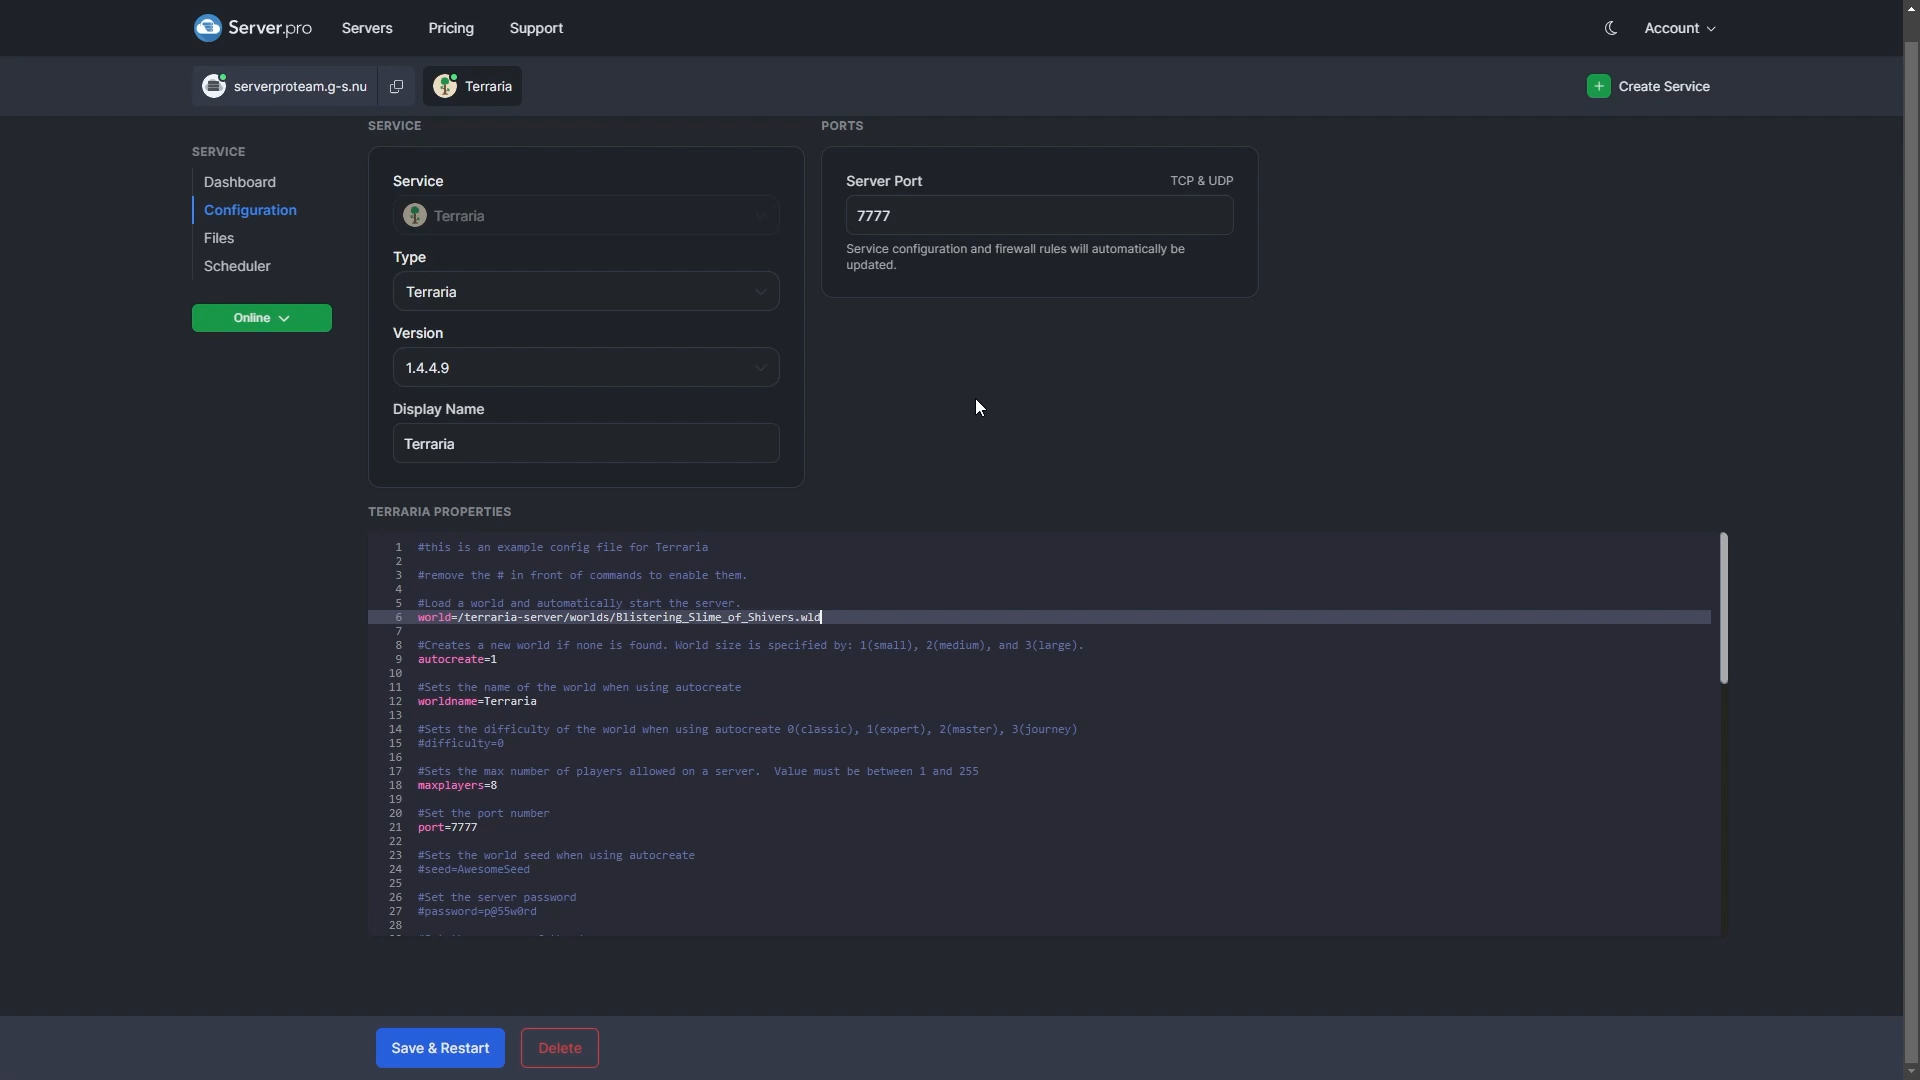 Server.pro Servers Pricing Support Account
serverproteam.g-s.nu Terraria Create Service
SERVICE
Dashboard
Configuration
Files
Scheduler
Online
SERVICE
Service
Terraria
Type
Terraria
Version
1.4.4.9
Display Name
Terraria
PORTS
Server Port TCP & UDP
7777
Service configuration and firewall rules will automatically be
updated.
TERRARIA PROPERTIES
1 #this is an example config file for Terraria
2
3 #remove the # in front of commands to enable them.
4
5 #Load a world and automatically start the server.
6 world=/terraria-server/worlds/Blistering_Slime_of_Shivers.wld
7
8 #Creates a new world if none is found. World size is specified by: 1(small), 2(medium), and 3(large).
9 autocreate=1
10
11 #Sets the name of the world when using autocreate
12 worldname=Terraria
13
14 #Sets the difficulty of the world when using autocreate 0(classic), 1(expert), 2(master), 3(journey)
15 #difficulty=0
16
17 #Sets the max number of players allowed on a server.  Value must be between 1 and 255
18 maxplayers=8
19
20 #Set the port number
21 port=7777
22
23 #Sets the world seed when using autocreate
24 #seed=AwesomeSeed
25
26 #Set the server password
27 #password=p@55w0rd
28
Save & Restart Delete